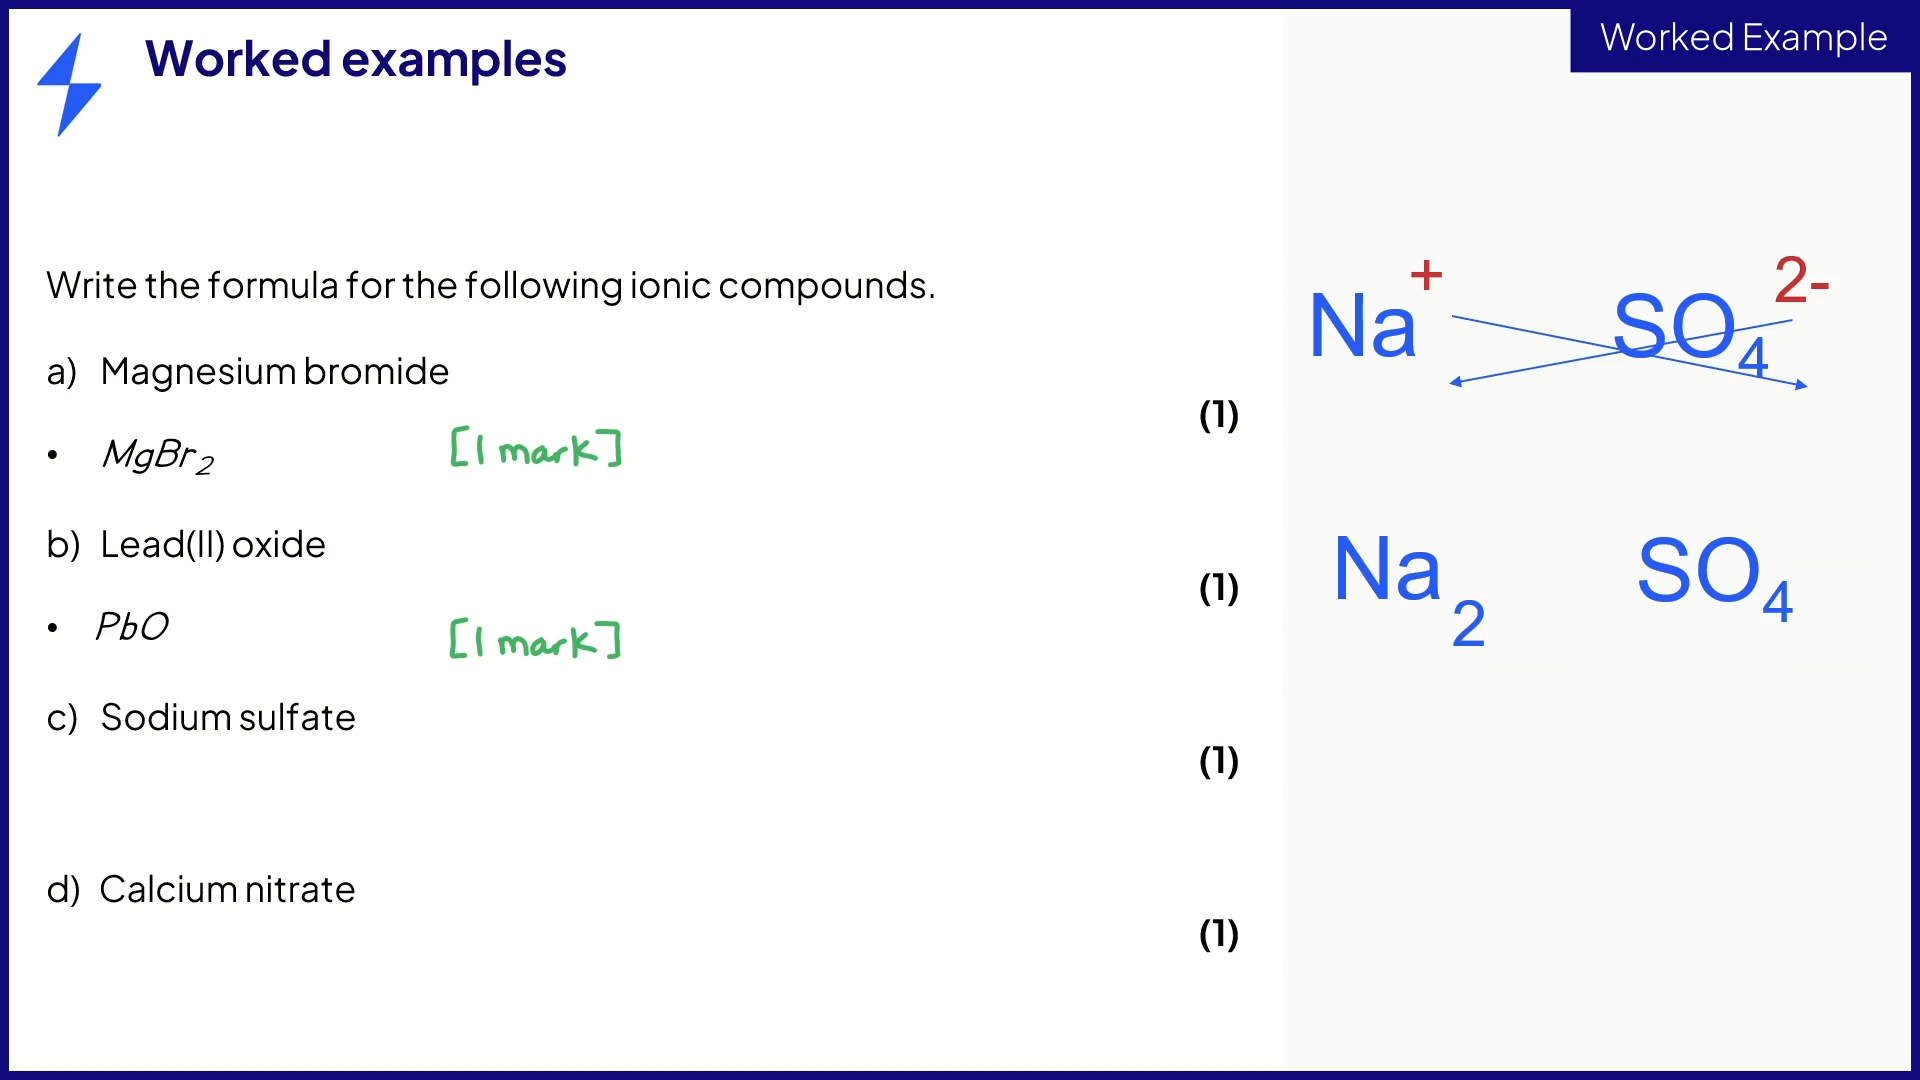 Worked examples
Worked Example
Write the formula for the following ionic compounds.
a) Magnesium bromide
(1)
• MgBr₂ [1 mark]
b) Lead(II) oxide
(1)
• PbO [1 mark]
c) Sodium sulfate
(1)
d) Calcium nitrate
(1)
Na⁺ SO₄²⁻
Na₂ SO₄